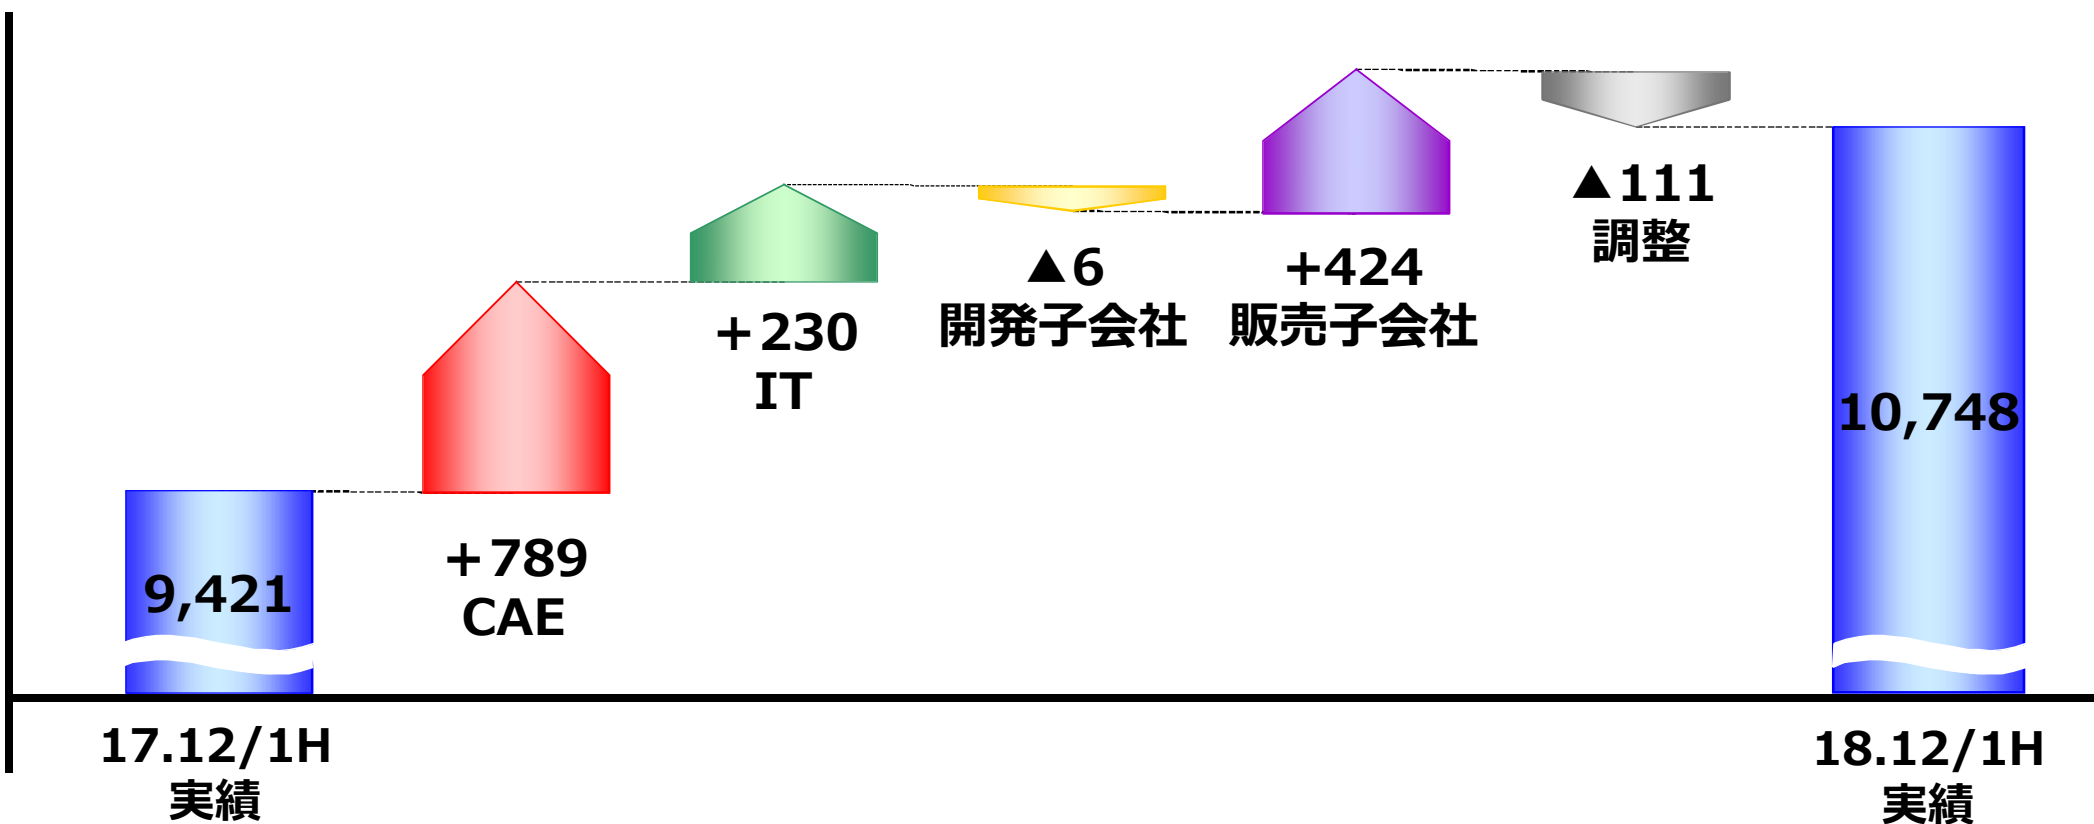 9,421
17.12/1H
実績
+789
CAE
+230
IT
▲6
開発子会社
+424
販売子会社
▲111
調整
10,748
18.12/1H
実績